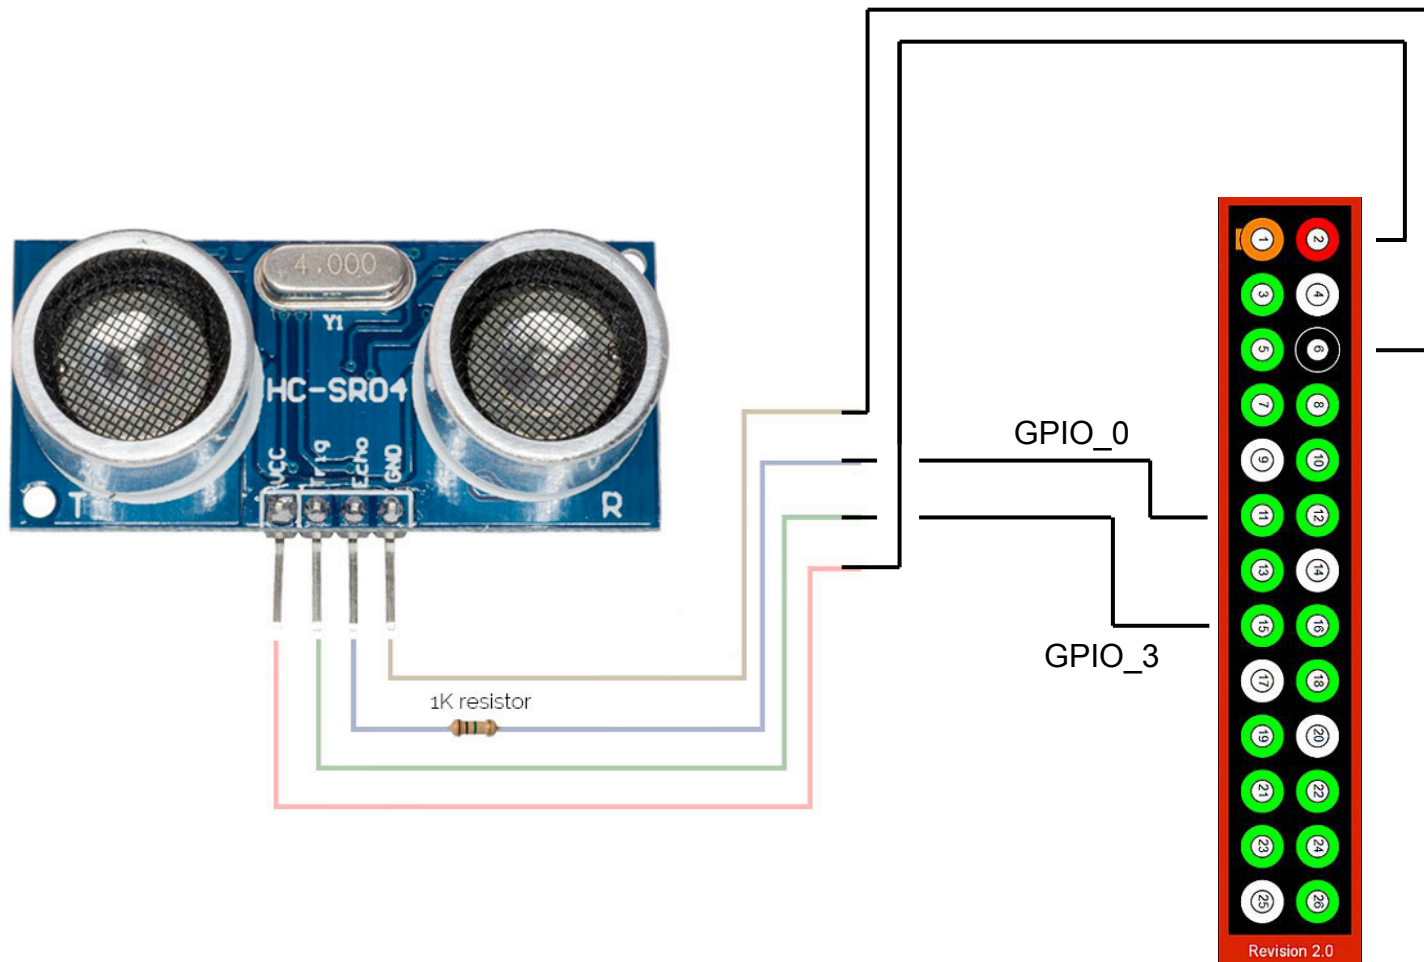 4.000
Y1
HC-SR04
VCC
Trig
Echo
GND
T
R
1K resistor
GPIO_0
GPIO_3
1 2
3 4
5 6
7 8
9 10
11 12
13 14
15 16
17 18
19 20
21 22
23 24
25 26
Revision 2.0